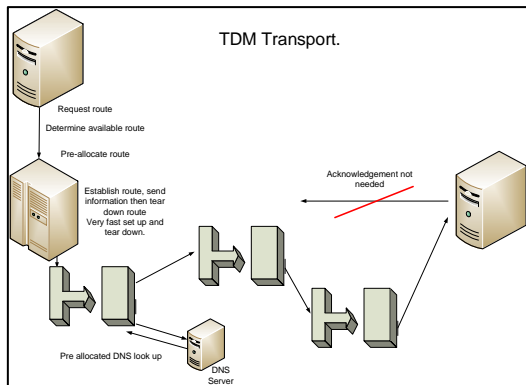 TDM Transport.
Request route
Determine available route
Pre-allocate route
Establish route, send
information then tear
down route
Very fast set up and
tear down.
Acknowledgement not
needed
Pre allocated DNS look up
DNS
Server